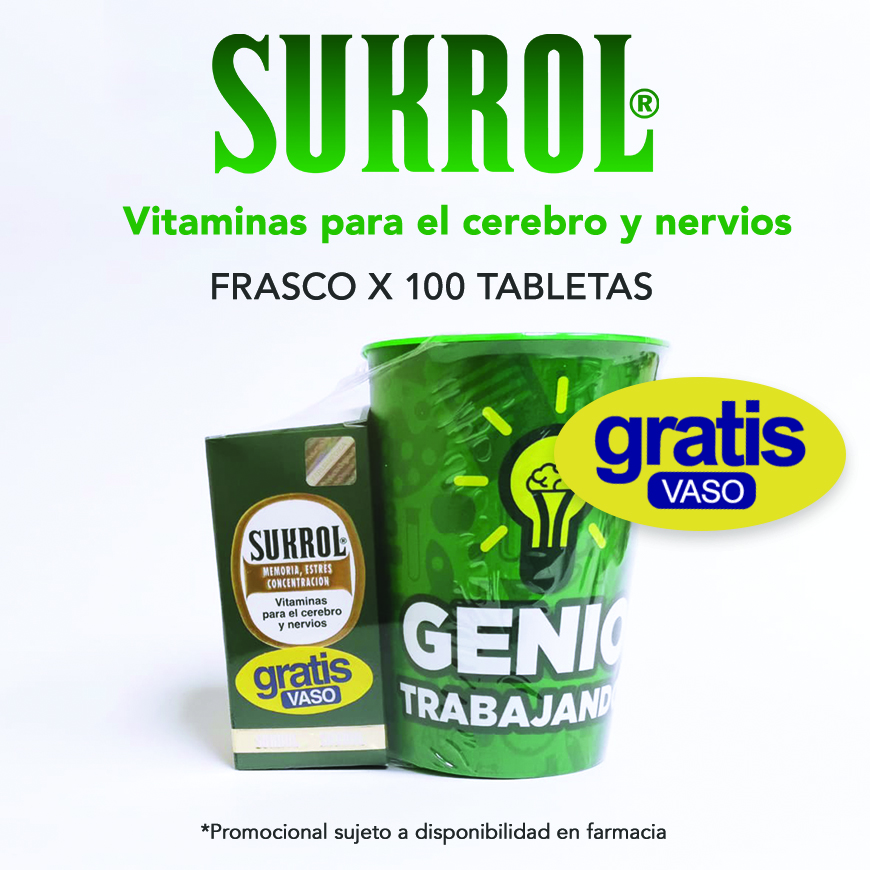 SUKROL®
Vitaminas para el cerebro y nervios
FRASCO X 100 TABLETAS
gratis
VASO
SUKROL®
MEMORIA, ESTRES
CONCENTRACION
Vitaminas
para el cerebro
y nervios
gratis
VASO
GENIO
TRABAJANDO
*Promocional sujeto a disponibilidad en farmacia